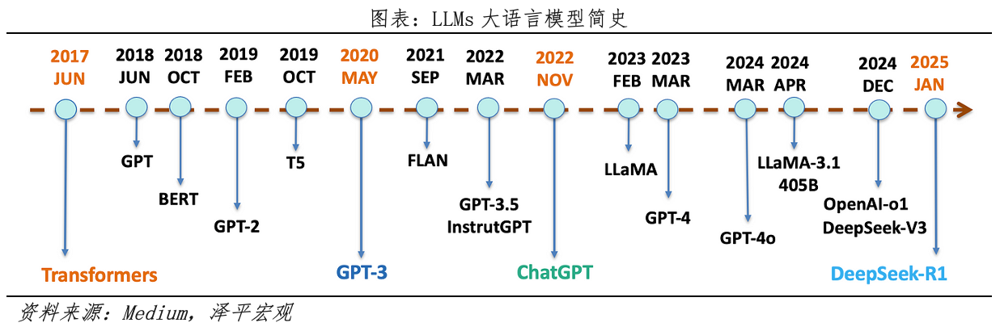 图表：LLMs 大语言模型简史
2017 JUN
2018 JUN
2018 OCT
2019 FEB
2019 OCT
2020 MAY
2021 SEP
2022 MAR
2022 NOV
2023 FEB
2023 MAR
2024 MAR
2024 APR
2024 DEC
2025 JAN
GPT
BERT
GPT-2
T5
FLAN
GPT-3.5
InstrutGPT
LLaMA
GPT-4
GPT-4o
LLaMA-3.1
405B
OpenAI-o1
DeepSeek-V3
Transformers
GPT-3
ChatGPT
DeepSeek-R1
资料来源：Medium，泽平宏观